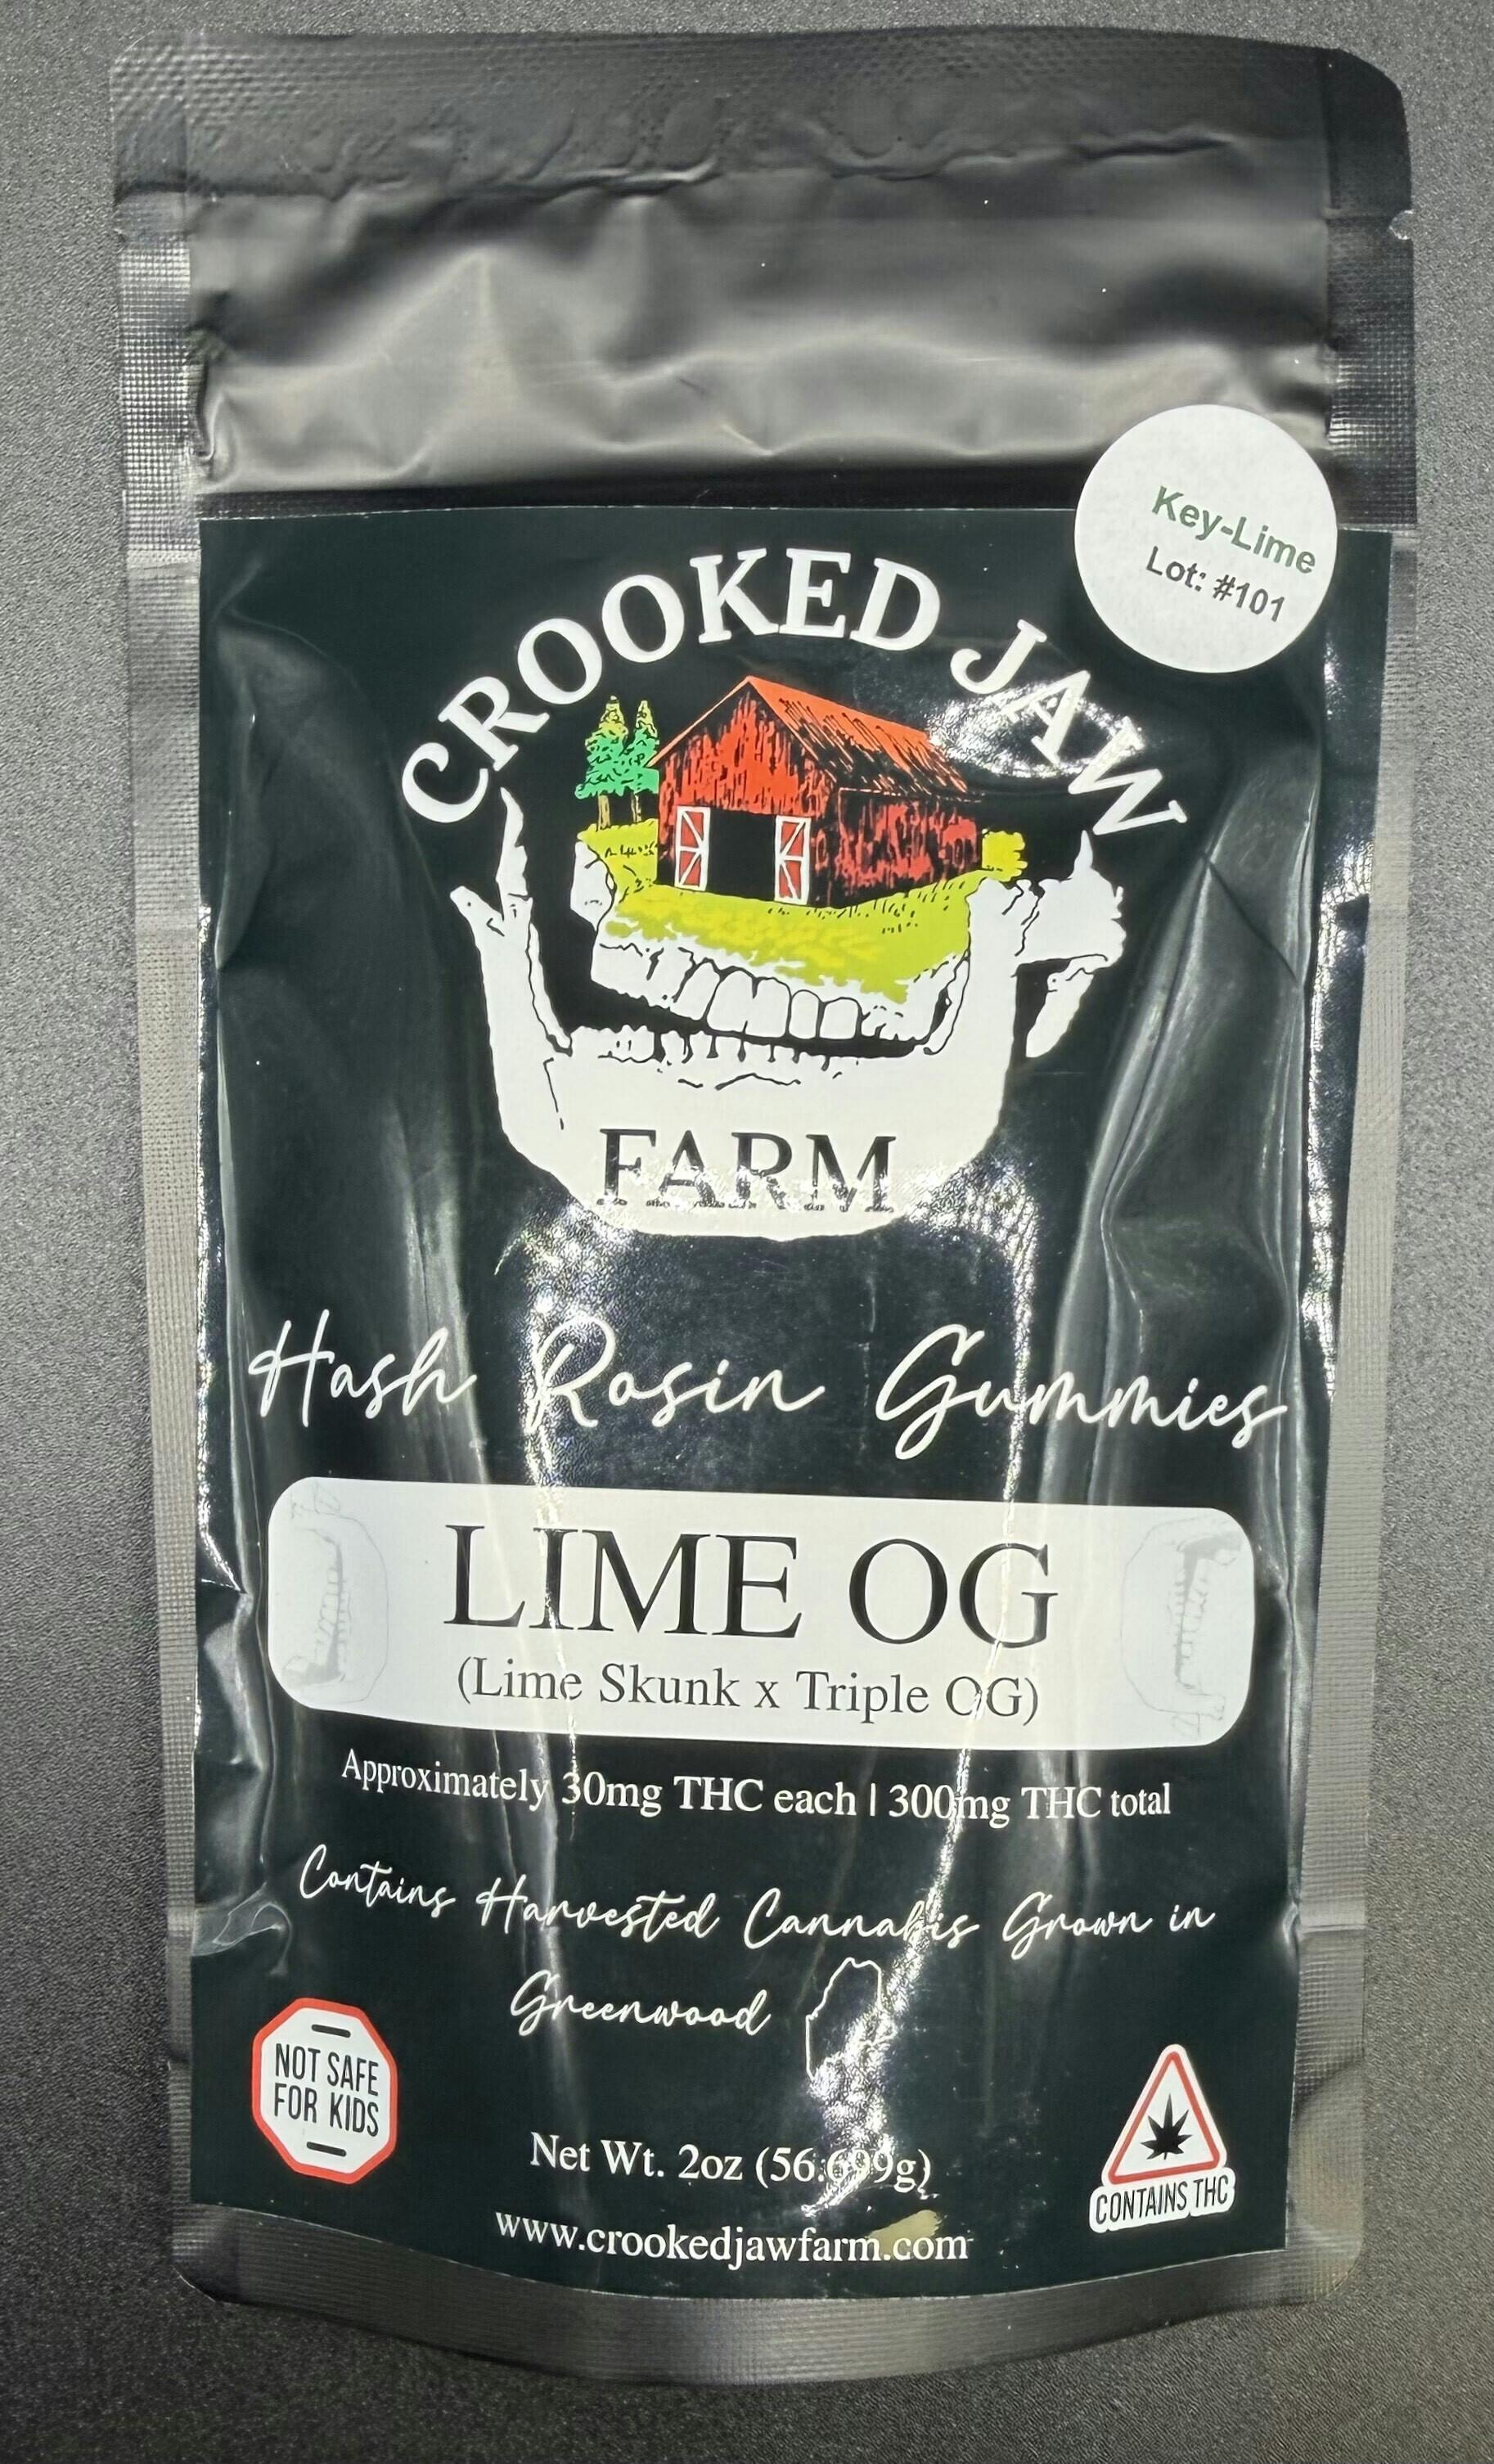 Key-Lime
Lot: #101
CROOKED JAW
FARM
Hash Rosin Gummies
LIME OG
(Lime Skunk x Triple OG)
Approximately 30mg THC each | 300mg THC total
Contains Harvested Cannabis Grown in
Greenwood
NOT SAFE
FOR KIDS
Net Wt. 2oz (56.699g)
CONTAINS THC
www.crookedjawfarm.com